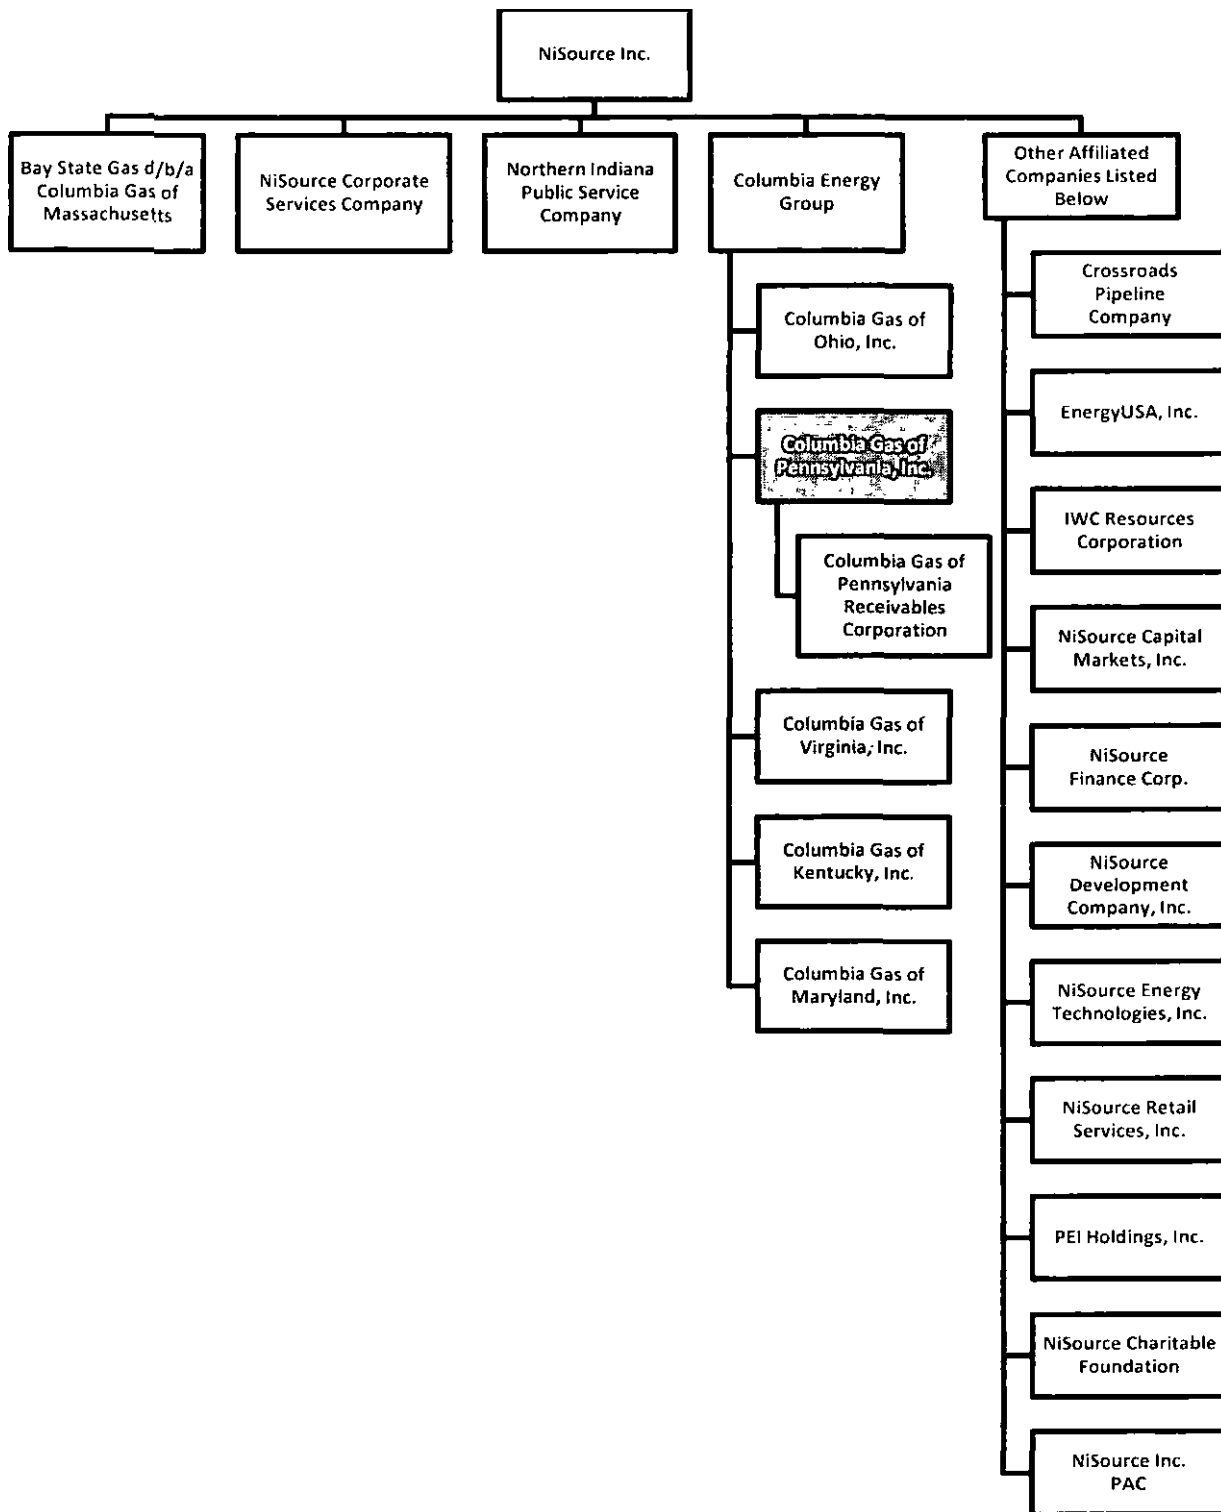 NiSource Inc.
Bay State Gas d/b/a
Columbia Gas of
Massachusetts
NiSource Corporate
Services Company
Northern Indiana
Public Service
Company
Columbia Energy
Group
Other Affiliated
Companies Listed
Below
Columbia Gas of
Ohio, Inc.
Columbia Gas of
Pennsylvania, Inc.
Columbia Gas of
Pennsylvania
Receivables
Corporation
Columbia Gas of
Virginia, Inc.
Columbia Gas of
Kentucky, Inc.
Columbia Gas of
Maryland, Inc.
Crossroads
Pipeline
Company
EnergyUSA, Inc.
IWC Resources
Corporation
NiSource Capital
Markets, Inc.
NiSource
Finance Corp.
NiSource
Development
Company, Inc.
NiSource Energy
Technologies, Inc.
NiSource Retail
Services, Inc.
PEI Holdings, Inc.
NiSource Charitable
Foundation
NiSource Inc.
PAC